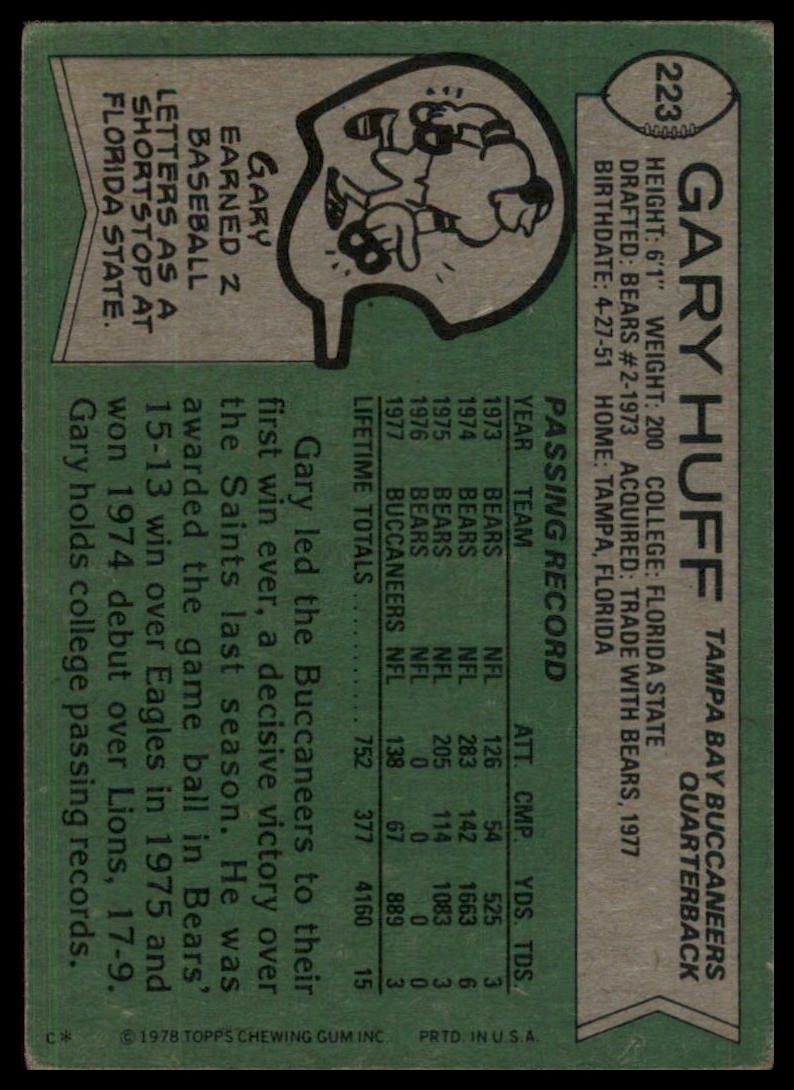 223
GARY HUFF
TAMPA BAY BUCCANEERS
QUARTERBACK
HEIGHT: 6'1" WEIGHT: 200 COLLEGE: FLORIDA STATE
DRAFTED: BEARS #2-1973 ACQUIRED: TRADE WITH BEARS, 1977
BIRTHDATE: 4-27-51 HOME: TAMPA, FLORIDA
PASSING RECORD
YEAR TEAM ATT. CMP. YDS. TDS.
1973 BEARS NFL 126 54 525 3
1974 BEARS NFL 283 142 1663 6
1975 BEARS NFL 205 114 1083 3
1976 BEARS NFL 0 0 0 0
1977 BUCCANEERS NFL 138 67 889 3
LIFETIME TOTALS .......... 752 377 4160 15
GARY
EARNED 2
BASEBALL
LETTERS AS A
SHORTSTOP AT
FLORIDA STATE.
Gary led the Buccaneers to their
first win ever, a decisive victory over
the Saints last season. He was
awarded the game ball in Bears'
15-13 win over Eagles in 1975 and
won 1974 debut over Lions, 17-9.
Gary holds college passing records.
C* ©1978 TOPPS CHEWING GUM INC. PRTD. IN U.S.A.